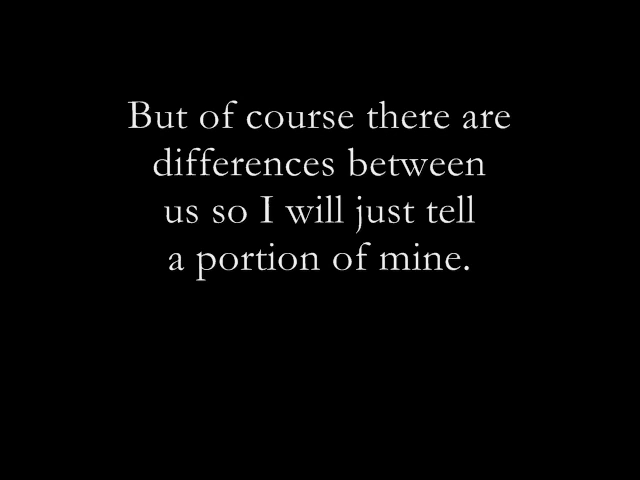 But of course there are
differences between
us so I will just tell
a portion of mine.